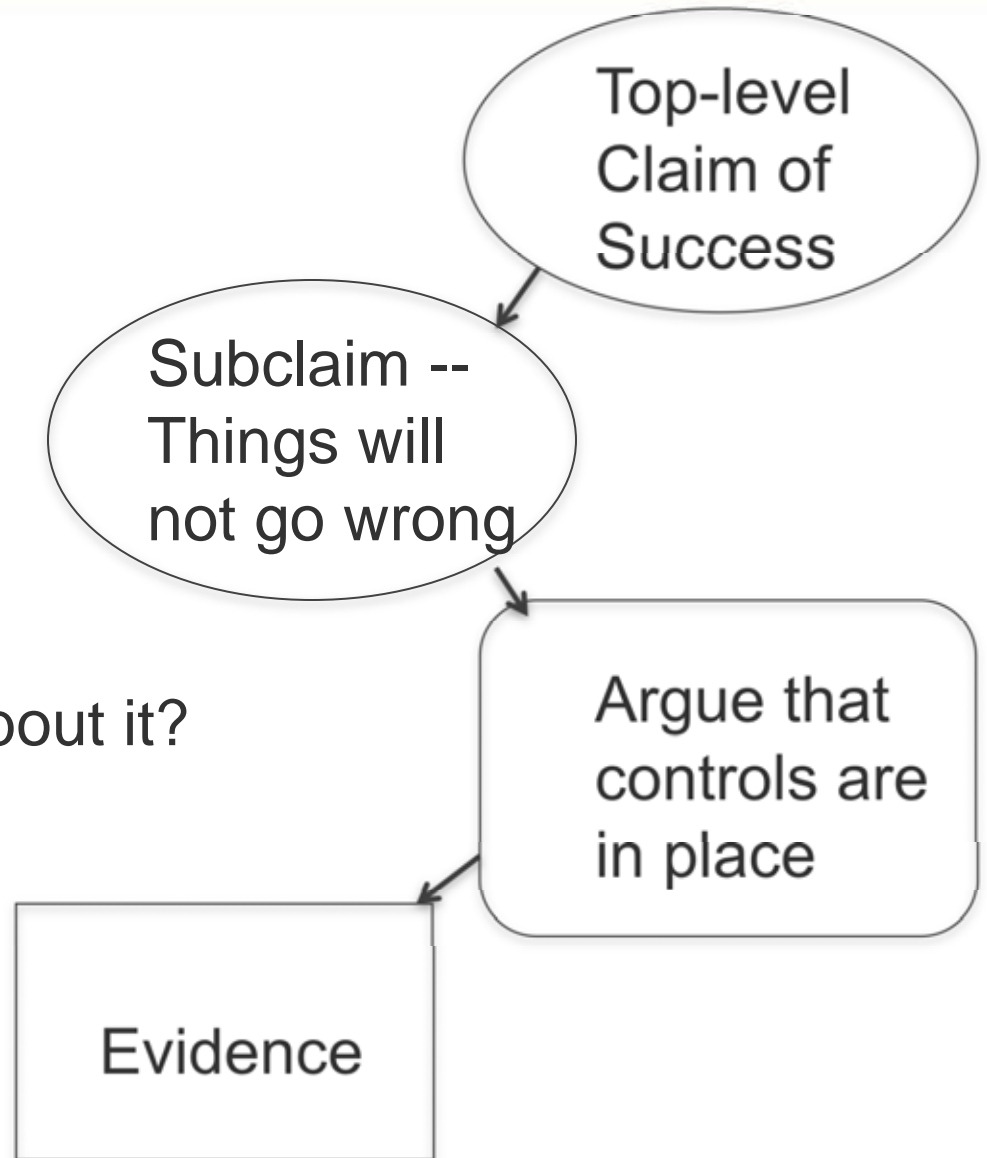 Top-level
Claim of
Success
Subclaim --
Things will
not go wrong
it?
Argue that
controls are
in place
Evidence